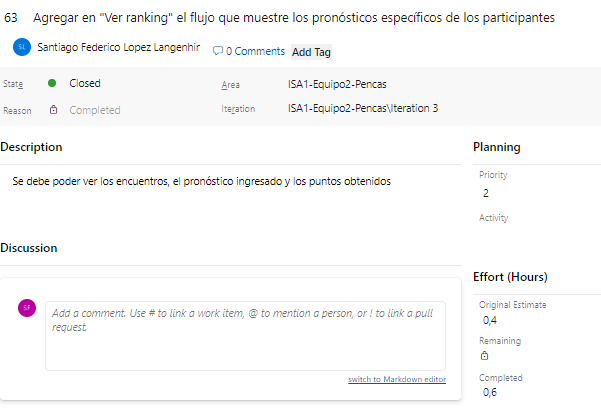 63 Agregar en "Ver ranking" el flujo que muestre los pronósticos específicos de los participantes
SL Santiago Federico Lopez Langenhir 0 Comments Add Tag
State Closed Area ISA1-Equipo2-Pencas
Reason Completed Iteration ISA1-Equipo2-Pencas\Iteration 3
Description
Se debe poder ver los encuentros, el pronóstico ingresado y los puntos obtenidos
Discussion
SF
Add a comment. Use # to link a work item, @ to mention a person, or ! to link a pull
request.
switch to Markdown editor
Planning
Priority
2
Activity
Effort (Hours)
Original Estimate
0,4
Remaining
Completed
0,6